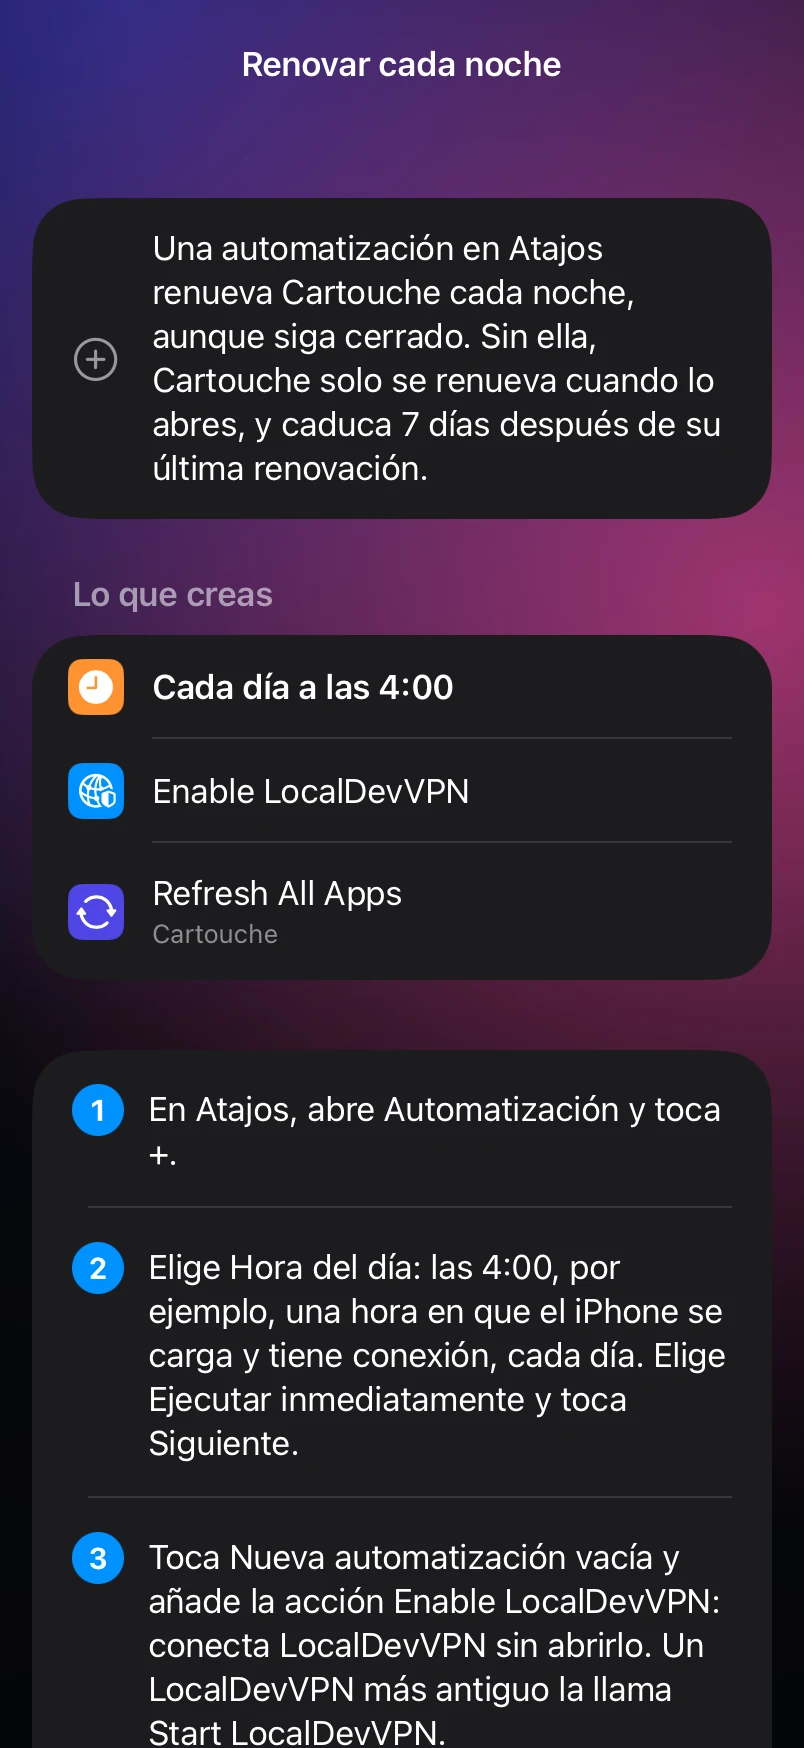 Renovar cada noche
Una automatización en Atajos
renueva Cartouche cada noche,
aunque siga cerrado. Sin ella,
Cartouche solo se renueva cuando lo
abres, y caduca 7 días después de su
última renovación.
Lo que creas
Cada día a las 4:00
Enable LocalDevVPN
Refresh All Apps
Cartouche
1 En Atajos, abre Automatización y toca
+.
2 Elige Hora del día: las 4:00, por
ejemplo, una hora en que el iPhone se
carga y tiene conexión, cada día. Elige
Ejecutar inmediatamente y toca
Siguiente.
3 Toca Nueva automatización vacía y
añade la acción Enable LocalDevVPN:
conecta LocalDevVPN sin abrirlo. Un
LocalDevVPN más antiguo la llama
Start LocalDevVPN.